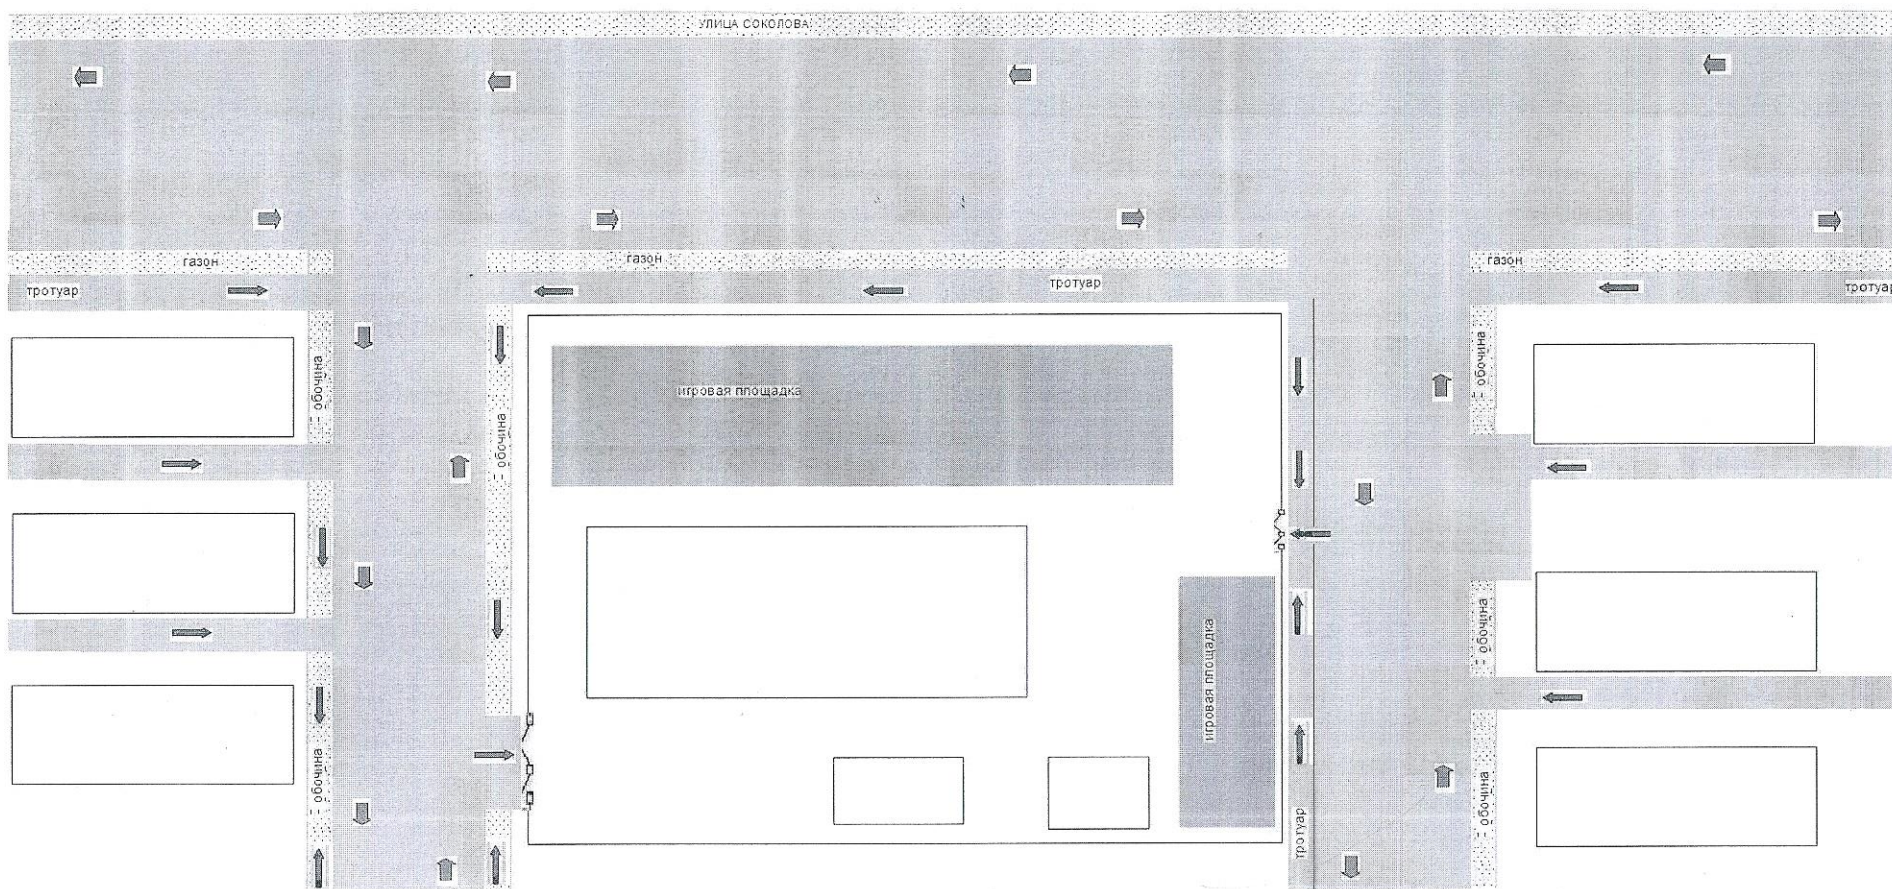 УЛИЦА СОКОЛОВА
газон
газон
газон
тротуар
тротуар
тротуар
обочина
обочина
обочина
игровая площадка
обочина
игровая площадка
обочина
обочина
тротуар